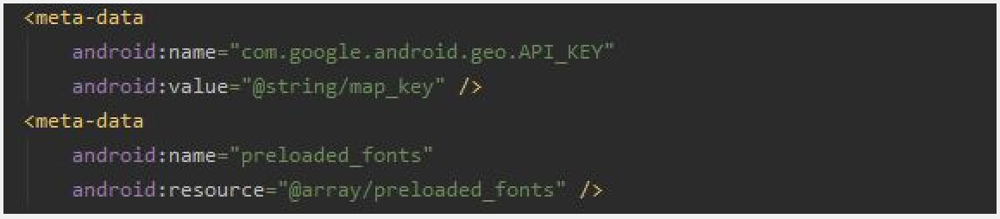 <meta-data
android:name="com.google.android.geo.API_KEY"
android:value="@string/map_key" />
<meta-data
android:name="preloaded_fonts"
android:resource="@array/preloaded_fonts" />